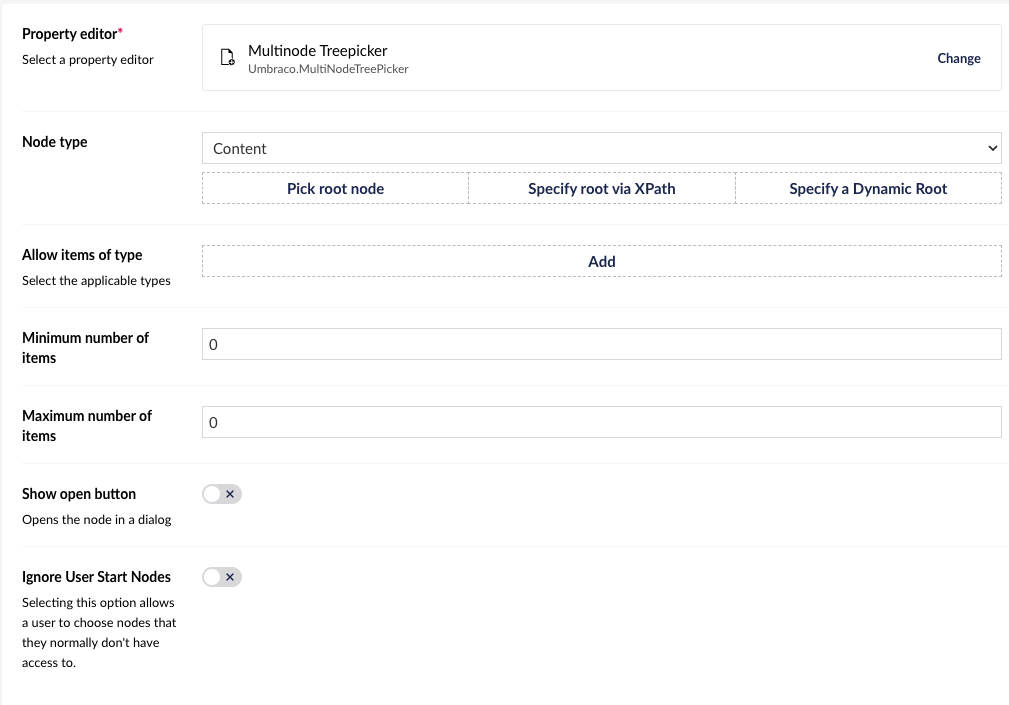 Property editor*
Select a property editor
Multinode Treepicker
Umbraco.MultiNodeTreePicker
Change
Node type
Content
Pick root node
Specify root via XPath
Specify a Dynamic Root
Allow items of type
Select the applicable types
Add
Minimum number of
items
0
Maximum number of
items
0
Show open button
Opens the node in a dialog
Ignore User Start Nodes
Selecting this option allows
a user to choose nodes that
they normally don't have
access to.